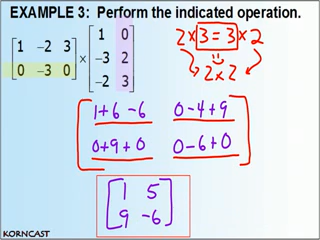 EXAMPLE 3: Perform the indicated operation.
[1 -2 3; 0 -3 0] × [1 0; -3 2; -2 3]
2 × 3 = 3 × 2
2 × 2
1+6-6 0-4+9
0+9+0 0-6+0
1 5
9 -6
KORNCAST